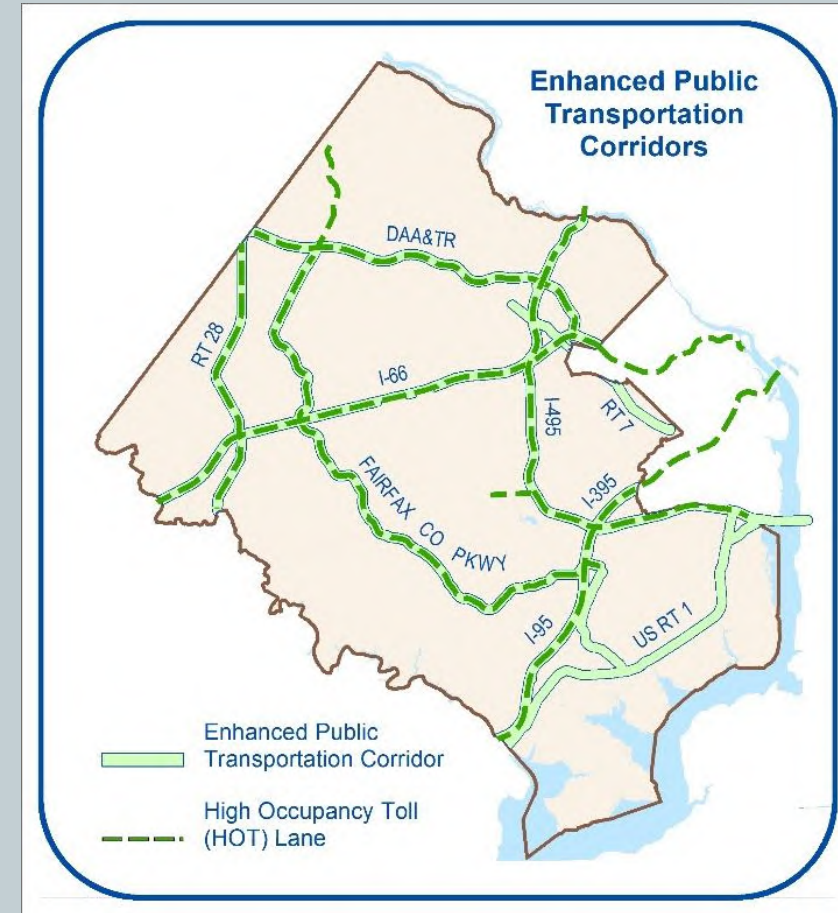 Enhanced Public
Transportation
Corridors
DAA&TR
RT 28
I-66
I-495
RT 7
FAIRFAX CO PKWY
I-395
I-95
US RT 1
Enhanced Public
Transportation Corridor
High Occupancy Toll
(HOT) Lane